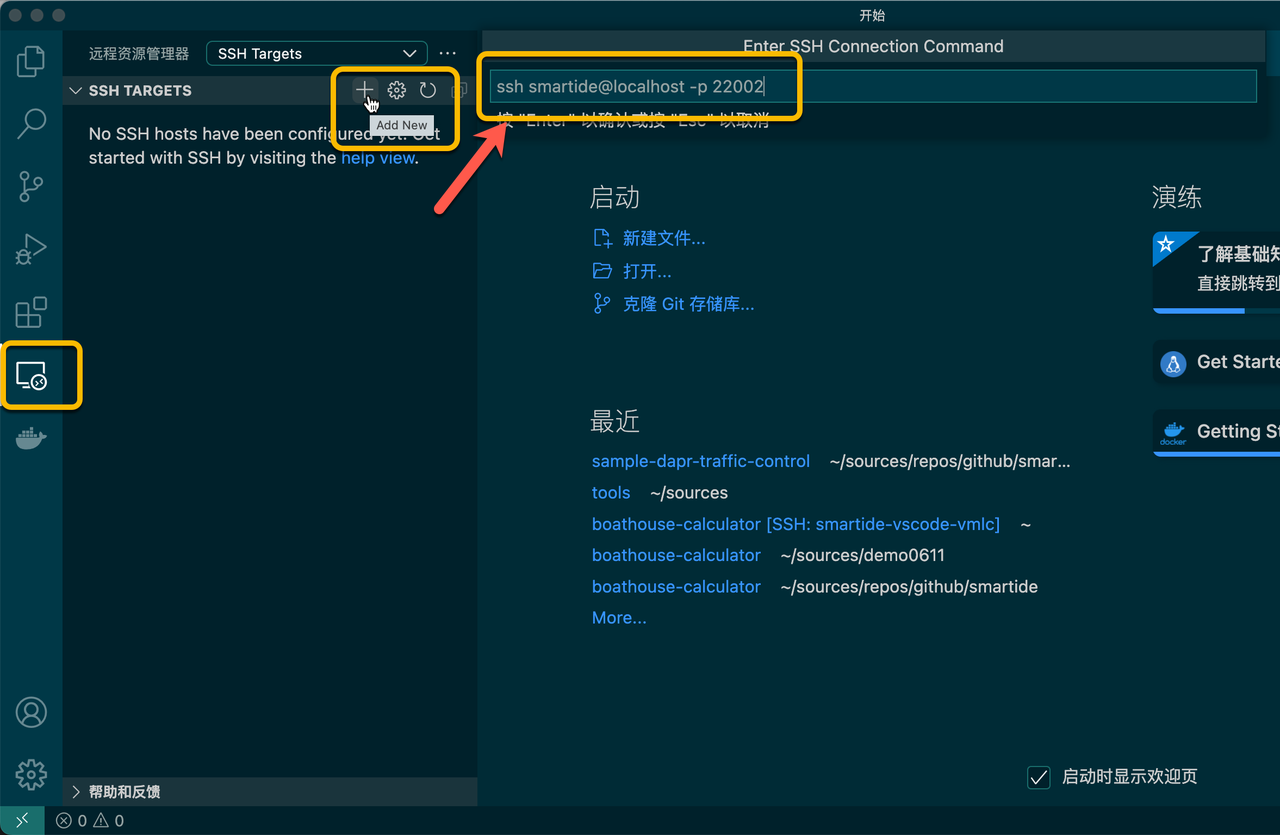 开始
远程资源管理器
SSH Targets
Enter SSH Connection Command
SSH TARGETS
ssh smartide@localhost -p 22002
按 "Enter" 以确认或按 "Esc" 以取消
Add New
No SSH hosts have been configured yet. Get
started with SSH by visiting the help view.
启动
新建文件...
打开...
克隆 Git 存储库...
最近
sample-dapr-traffic-control ~/sources/repos/github/smar...
tools ~/sources
boathouse-calculator [SSH: smartide-vscode-vmlc] ~
boathouse-calculator ~/sources/demo0611
boathouse-calculator ~/sources/repos/github/smartide
More...
演练
了解基础知
直接跳转到
Get Starte
docker
Getting St
启动时显示欢迎页
帮助和反馈
0 0